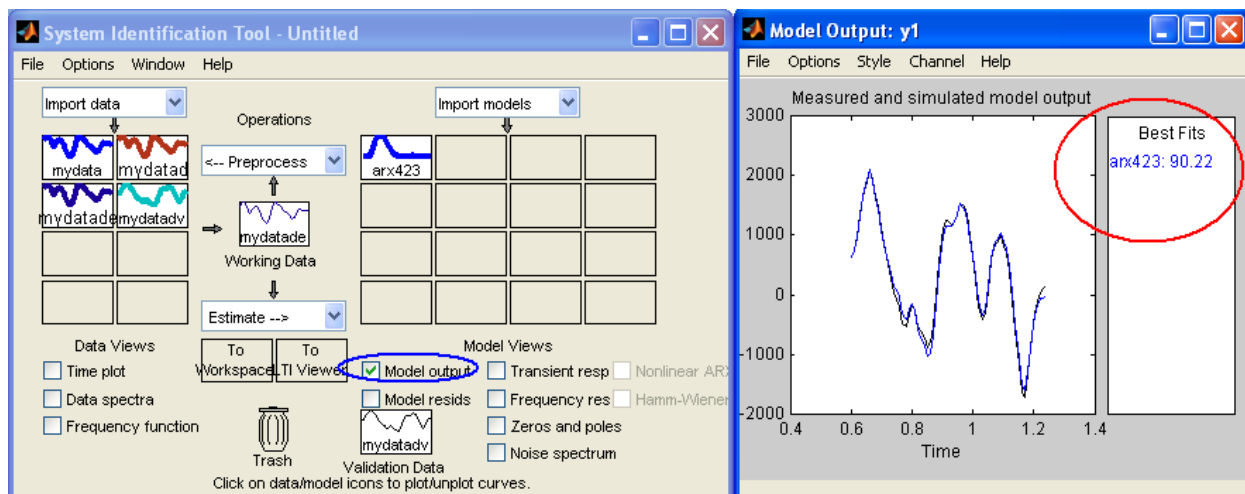 System Identification Tool - Untitled
File Options Window Help
Import data
Import models
Operations
mydata
mydatad
<-- Preprocess
arx423
mydatade
mydatadv
mydatade
Working Data
Estimate -->
Data Views
To Workspace
To LTI Viewer
Model Views
Time plot
Model output
Transient resp
Nonlinear ARX
Data spectra
Model resids
Frequency res
Hamm-Wiener
Frequency function
Zeros and poles
mydatadv
Noise spectrum
Trash
Validation Data
Click on data/model icons to plot/unplot curves.
Model Output: y1
File Options Style Channel Help
Measured and simulated model output
3000
2000
1000
0
-1000
-2000
0.4 0.6 0.8 1 1.2 1.4
Time
Best Fits
arx423: 90.22